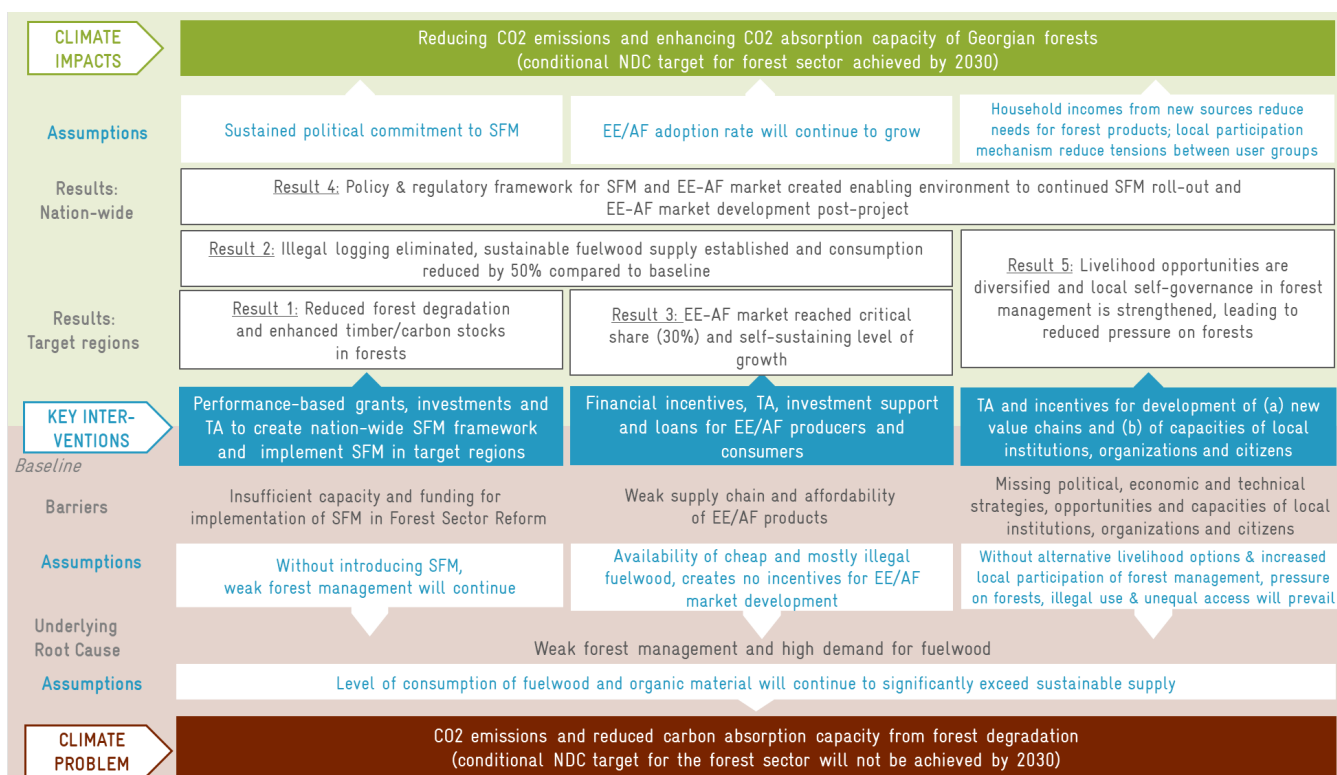 CLIMATE
IMPACTS
Reducing CO2 emissions and enhancing CO2 absorption capacity of Georgian forests
(conditional NDC target for forest sector achieved by 2030)
Assumptions
Sustained political commitment to SFM
EE/AF adoption rate will continue to grow
Household incomes from new sources reduce
needs for forest products; local participation
mechanism reduce tensions between user groups
Results:
Nation-wide
Result 4: Policy & regulatory framework for SFM and EE-AF market created enabling environment to continued SFM roll-out and
EE-AF market development post-project
Result 2: Illegal logging eliminated, sustainable fuelwood supply established and consumption
reduced by 50% compared to baseline
Results:
Target regions
Result 1: Reduced forest degradation
and enhanced timber/carbon stocks
in forests
Result 3: EE-AF market reached critical
share (30%) and self-sustaining level of
growth
Result 5: Livelihood opportunities are
diversified and local self-governance in forest
management is strengthened, leading to
reduced pressure on forests
KEY INTER-
VENTIONS
Performance-based grants, investments and
TA to create nation-wide SFM framework
and implement SFM in target regions
Financial incentives, TA, investment support
and loans for EE/AF producers and
consumers
TA and incentives for development of (a) new
value chains and (b) of capacities of local
institutions, organizations and citizens
Baseline
Barriers
Insufficient capacity and funding for
implementation of SFM in Forest Sector Reform
Weak supply chain and affordability
of EE/AF products
Missing political, economic and technical
strategies, opportunities and capacities of local
institutions, organizations and citizens
Assumptions
Without introducing SFM,
weak forest management will continue
Availability of cheap and mostly illegal
fuelwood, creates no incentives for EE/AF
market development
Without alternative livelihood options & increased
local participation of forest management, pressure
on forests, illegal use & unequal access will prevail
Underlying
Root Cause
Weak forest management and high demand for fuelwood
Assumptions
Level of consumption of fuelwood and organic material will continue to significantly exceed sustainable supply
CLIMATE
PROBLEM
CO2 emissions and reduced carbon absorption capacity from forest degradation
(conditional NDC target for the forest sector will not be achieved by 2030)